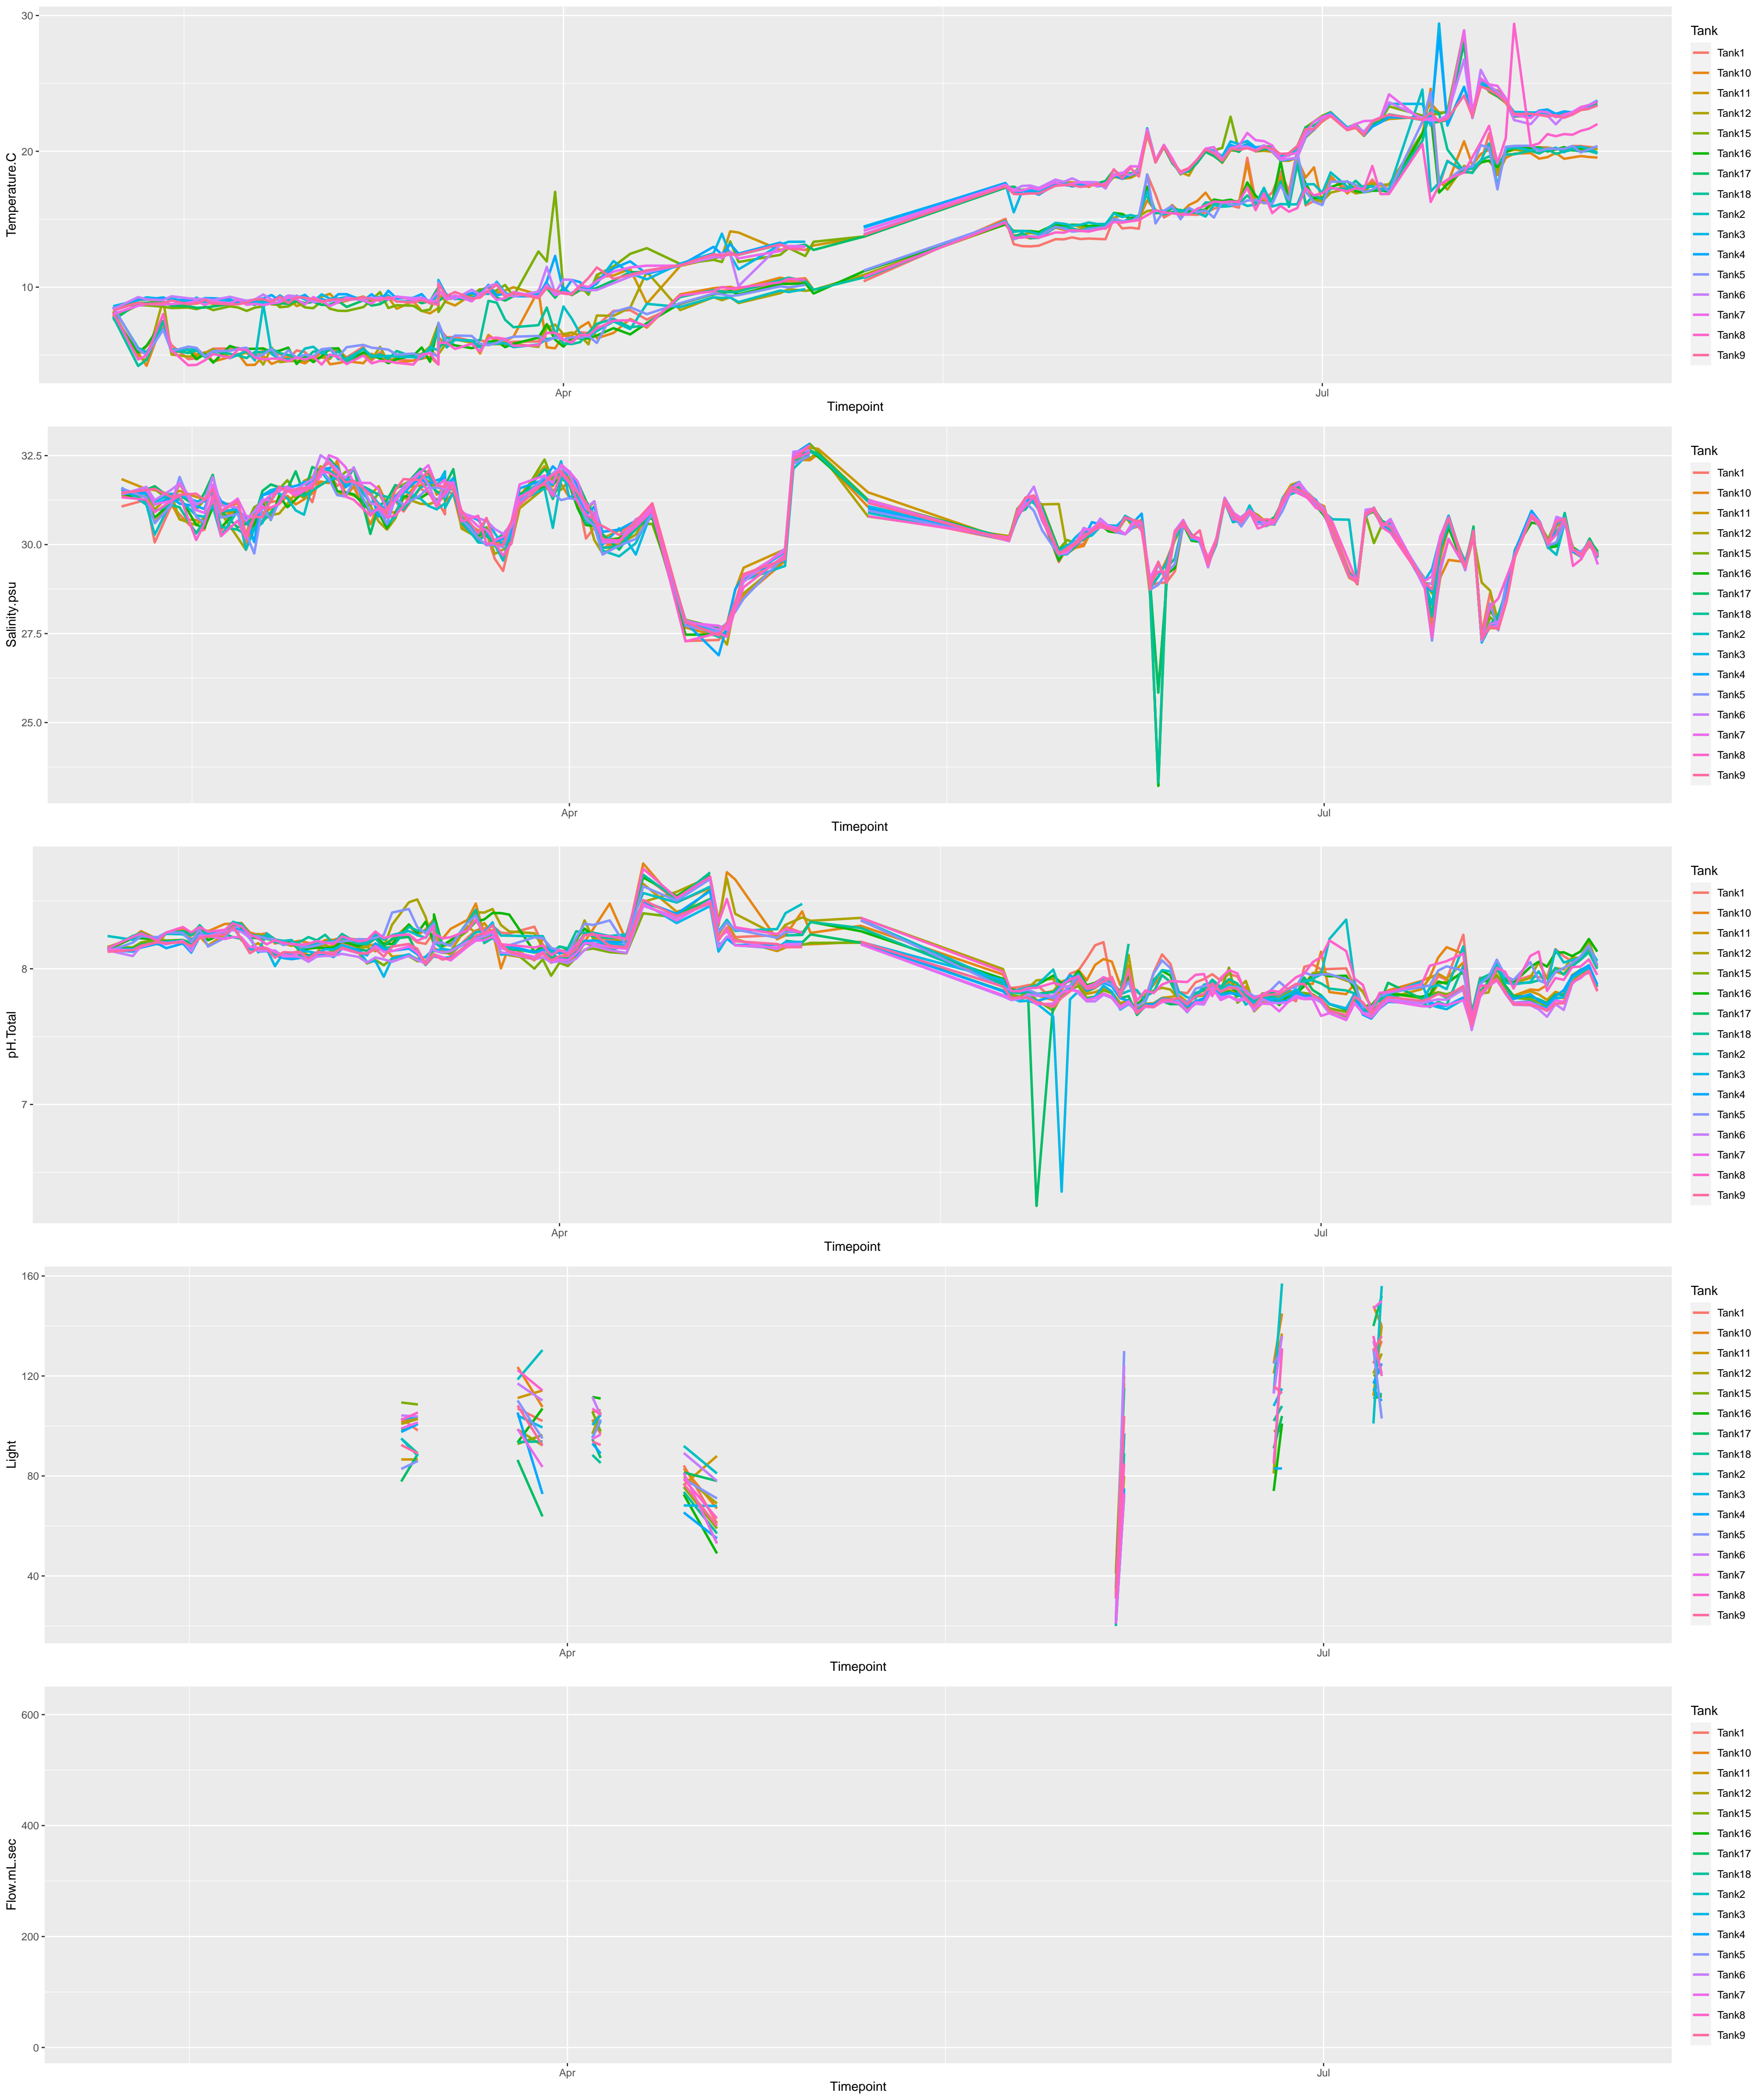 Temperature.C
30
20
10
Apr
Jul
Timepoint
Tank
Tank1
Tank10
Tank11
Tank12
Tank15
Tank16
Tank17
Tank18
Tank2
Tank3
Tank4
Tank5
Tank6
Tank7
Tank8
Tank9
Salinity.psu
32.5
30.0
27.5
25.0
Apr
Jul
Timepoint
Tank
Tank1
Tank10
Tank11
Tank12
Tank15
Tank16
Tank17
Tank18
Tank2
Tank3
Tank4
Tank5
Tank6
Tank7
Tank8
Tank9
pH.Total
8
7
Apr
Jul
Timepoint
Tank
Tank1
Tank10
Tank11
Tank12
Tank15
Tank16
Tank17
Tank18
Tank2
Tank3
Tank4
Tank5
Tank6
Tank7
Tank8
Tank9
Light
160
120
80
40
Apr
Jul
Timepoint
Tank
Tank1
Tank10
Tank11
Tank12
Tank15
Tank16
Tank17
Tank18
Tank2
Tank3
Tank4
Tank5
Tank6
Tank7
Tank8
Tank9
Flow.mL.sec
600
400
200
0
Apr
Jul
Timepoint
Tank
Tank1
Tank10
Tank11
Tank12
Tank15
Tank16
Tank17
Tank18
Tank2
Tank3
Tank4
Tank5
Tank6
Tank7
Tank8
Tank9